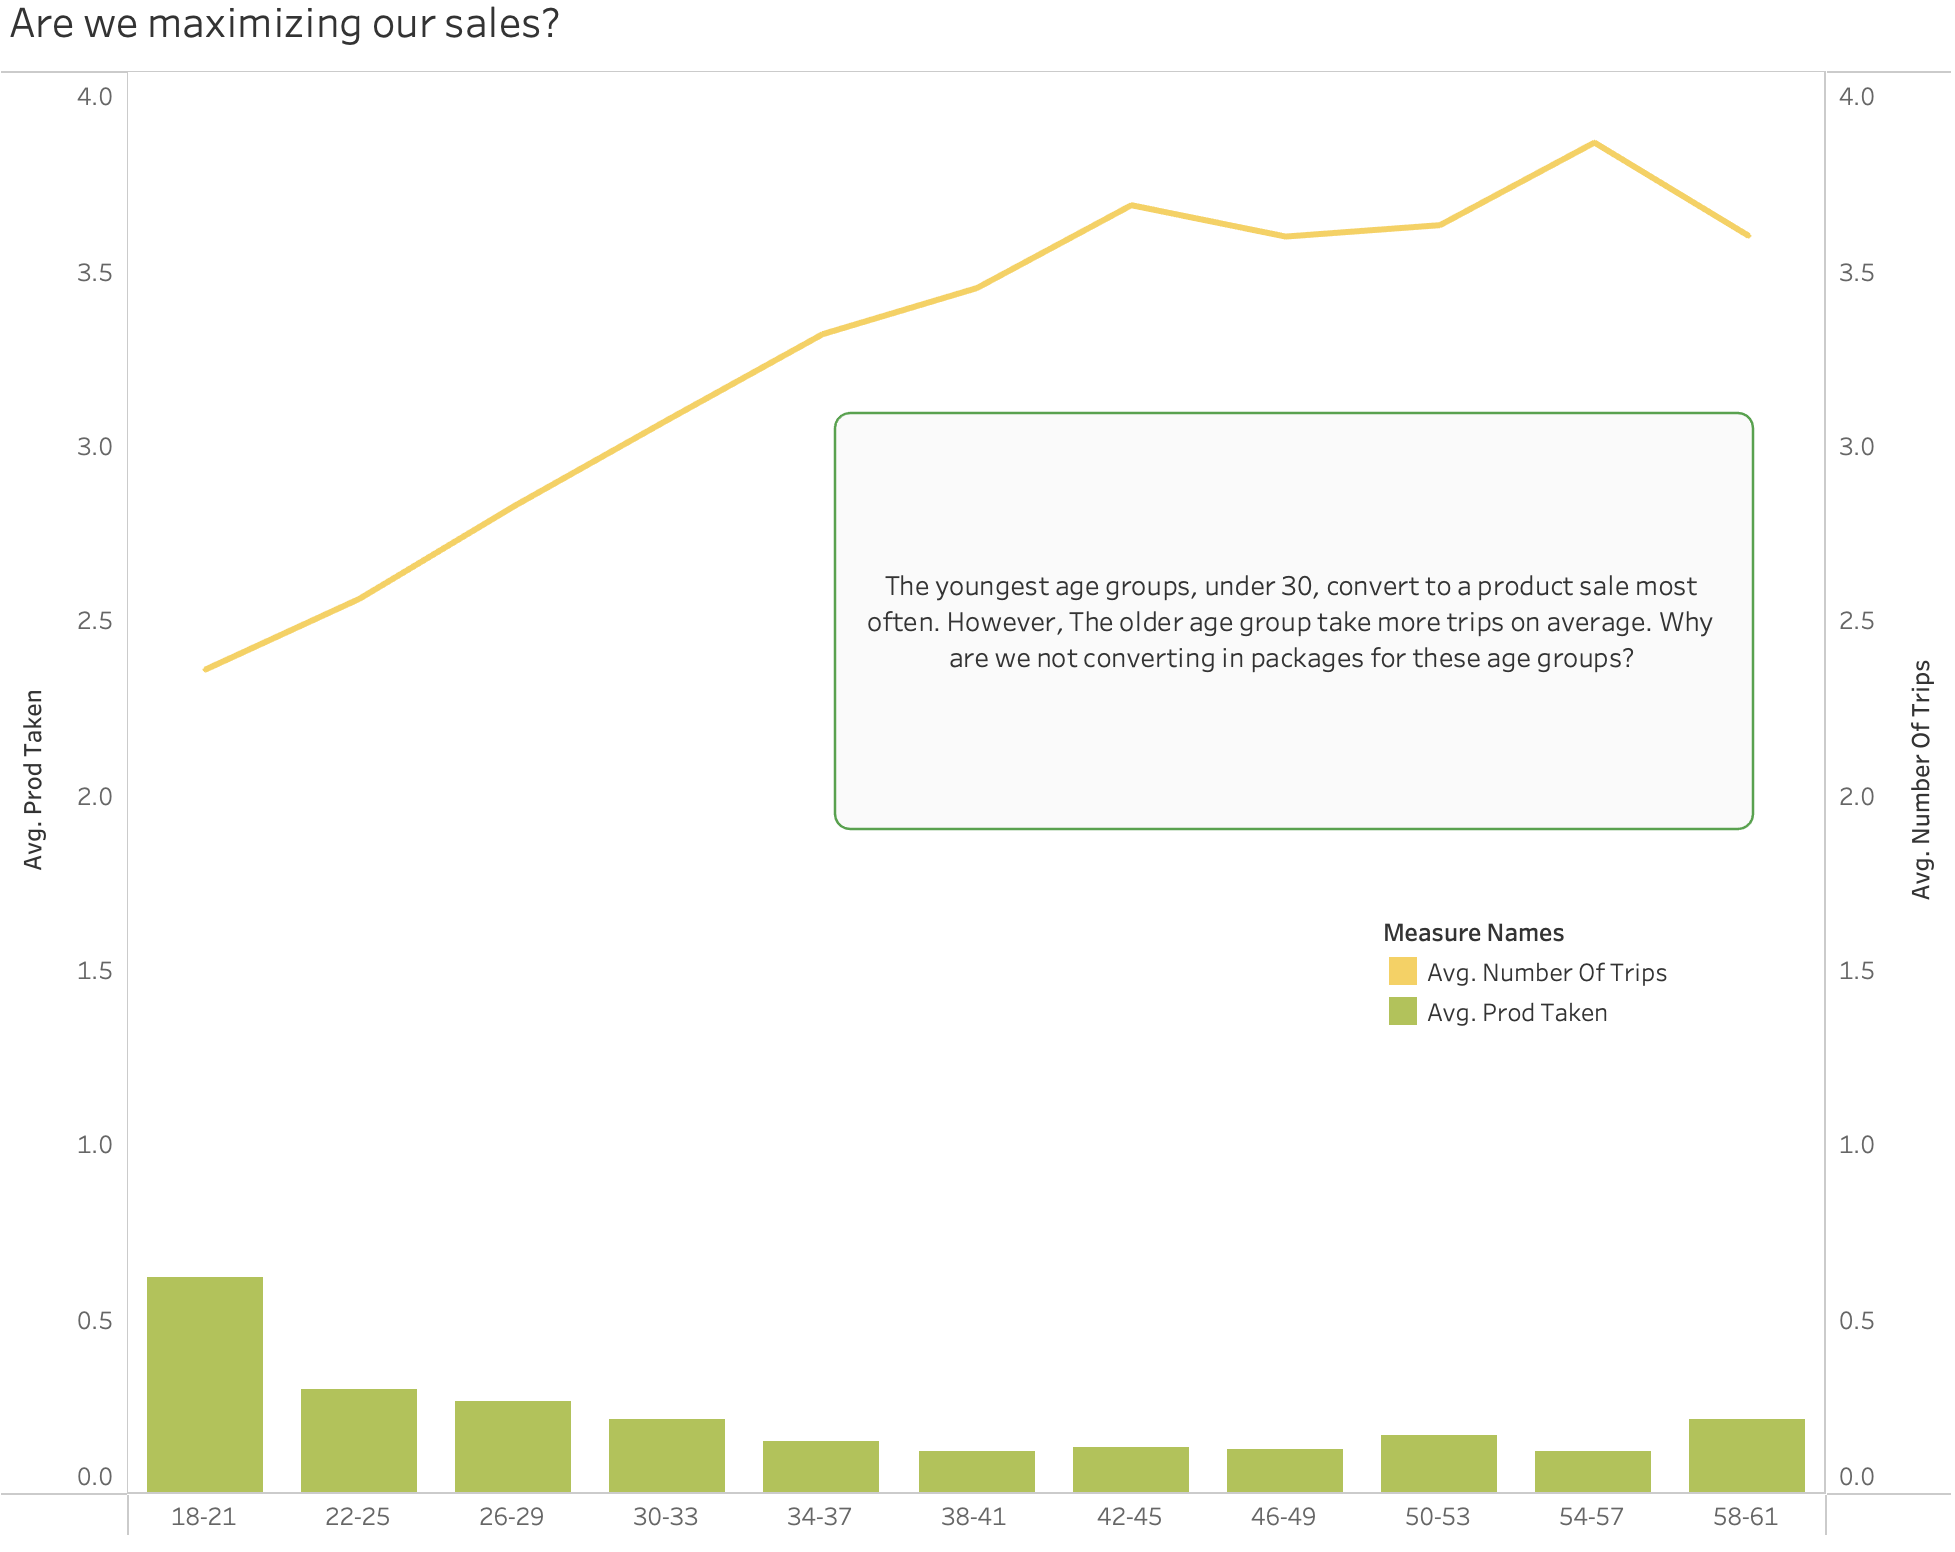 Are we maximizing our sales?
4.0
3.5
3.0
2.5
2.0
1.5
1.0
0.5
0.0
Avg. Prod Taken
The youngest age groups, under 30, convert to a product sale most
often. However, The older age group take more trips on average. Why
are we not converting in packages for these age groups?
Measure Names
Avg. Number Of Trips
Avg. Prod Taken
4.0
3.5
3.0
2.5
2.0
1.5
1.0
0.5
0.0
Avg. Number Of Trips
18-21 22-25 26-29 30-33 34-37 38-41 42-45 46-49 50-53 54-57 58-61